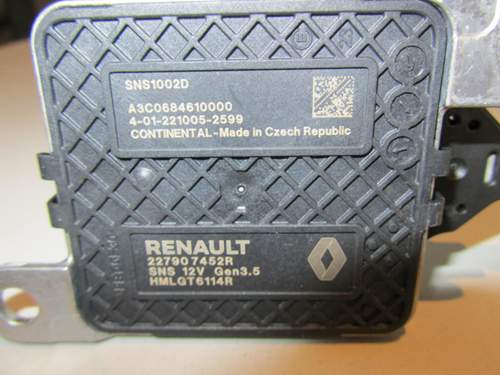 SNS1002D
A3C0684610000
4-01-221005-2599
CONTINENTAL-Made in Czech Republic
RENAULT
227907452R
SNS 12V Gen3.5
HMLGT6114R